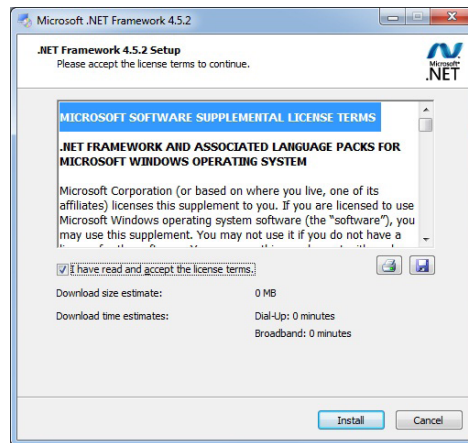 Microsoft .NET Framework 4.5.2
.NET Framework 4.5.2 Setup
Please accept the license terms to continue.
Microsoft®
.NET
MICROSOFT SOFTWARE SUPPLEMENTAL LICENSE TERMS
.NET FRAMEWORK AND ASSOCIATED LANGUAGE PACKS FOR
MICROSOFT WINDOWS OPERATING SYSTEM
Microsoft Corporation (or based on where you live, one of its
affiliates) licenses this supplement to you. If you are licensed to use
Microsoft Windows operating system software (the “software”), you
may use this supplement. You may not use it if you do not have a
I have read and accept the license terms.
Download size estimate: 0 MB
Download time estimates: Dial-Up: 0 minutes
Broadband: 0 minutes
Install Cancel